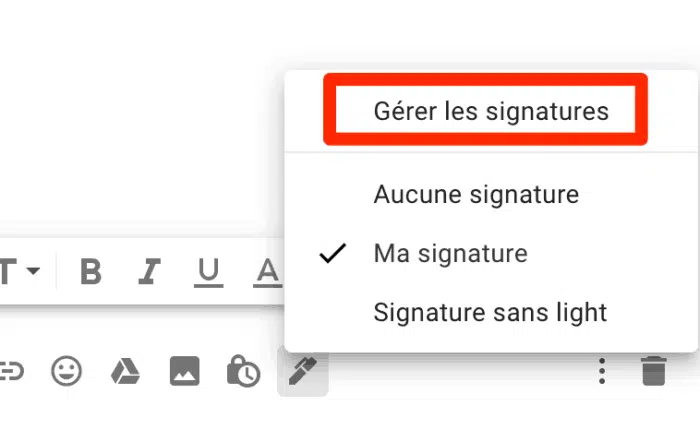 Gérer les signatures
Aucune signature
Ma signature
Signature sans light
T B I U A